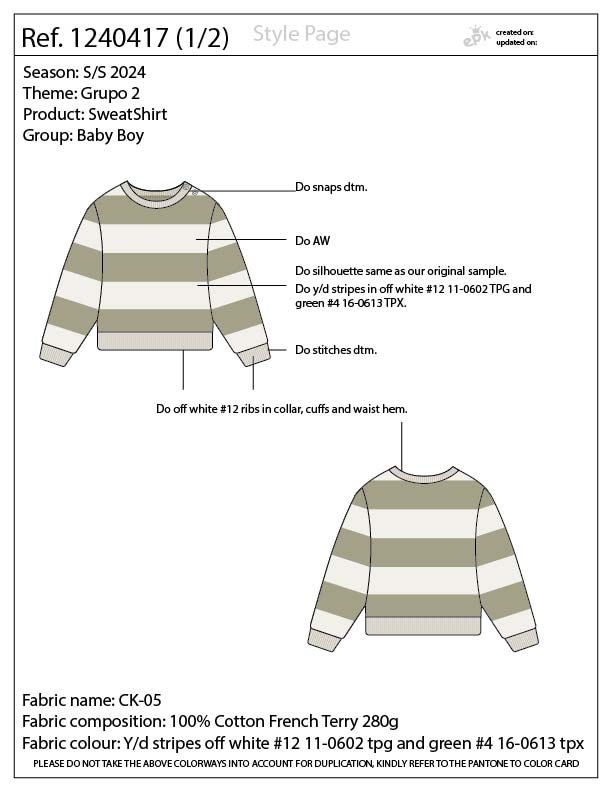 Ref. 1240417 (1/2)
Style Page
epk
created on:
updated on:
Season: S/S 2024
Theme: Grupo 2
Product: SweatShirt
Group: Baby Boy
Do snaps dtm.
Do AW
Do silhouette same as our original sample.
Do y/d stripes in off white #12 11-0602 TPG and
green #4 16-0613 TPX.
Do stitches dtm.
Do off white #12 ribs in collar, cuffs and waist hem.
Fabric name: CK-05
Fabric composition: 100% Cotton French Terry 280g
Fabric colour: Y/d stripes off white #12 11-0602 tpg and green #4 16-0613 tpx
PLEASE DO NOT TAKE THE ABOVE COLORWAYS INTO ACCOUNT FOR DUPLICATION, KINDLY REFER TO THE PANTONE TO COLOR CARD